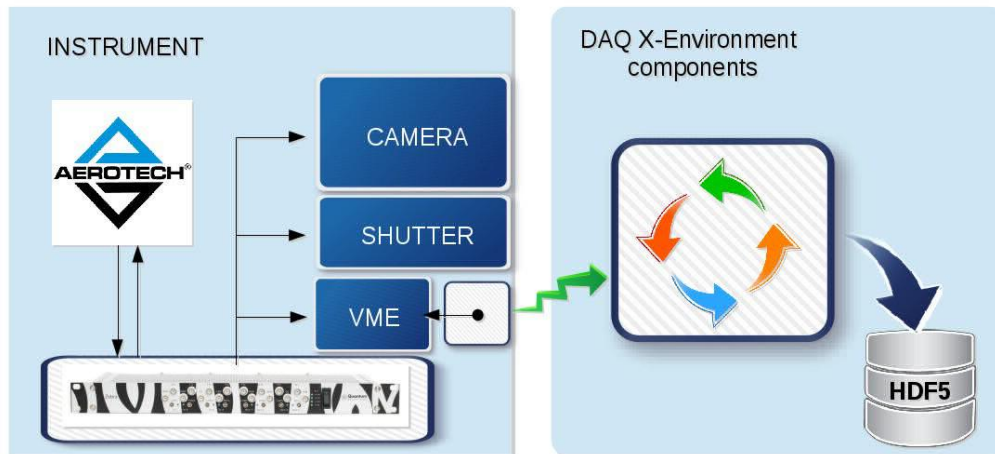 INSTRUMENT
AEROTECH®
CAMERA
SHUTTER
VME
DAQ X-Environment
components
HDF5